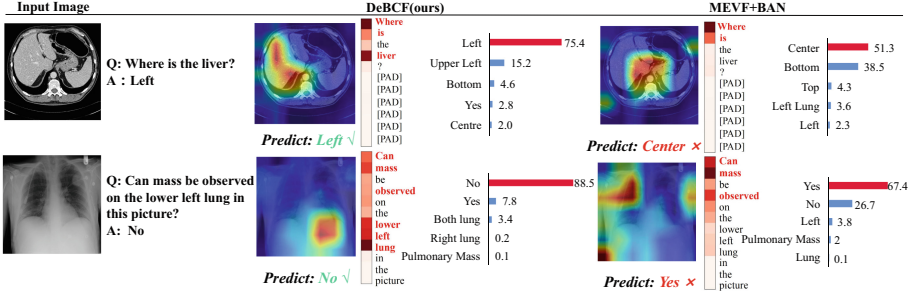 Input Image
DeBCF(ours)
MEVF+BAN
Q: Where is the liver?
A：Left
Where
is
the
liver
?
[PAD]
[PAD]
[PAD]
[PAD]
[PAD]
[PAD]
Left 75.4
Upper Left 15.2
Bottom 4.6
Yes 2.8
Centre 2.0
Predict: Left √
Where
is
the
liver
?
[PAD]
[PAD]
[PAD]
[PAD]
[PAD]
[PAD]
Center 51.3
Bottom 38.5
Top 4.3
Left Lung 3.6
Left 2.3
Predict: Center ×
Q: Can mass be observed
on the lower left lung in
this picture?
A: No
Can
mass
be
observed
on
the
lower
left
lung
in
the
picture
No 88.5
Yes 7.8
Both lung 3.4
Right lung 0.2
Pulmonary Mass 0.1
Predict: No √
Can
mass
be
observed
on
the
lower
left
lung
in
the
picture
Yes 67.4
No 26.7
Left 3.8
Pulmonary Mass 2
Lung 0.1
Predict: Yes ×